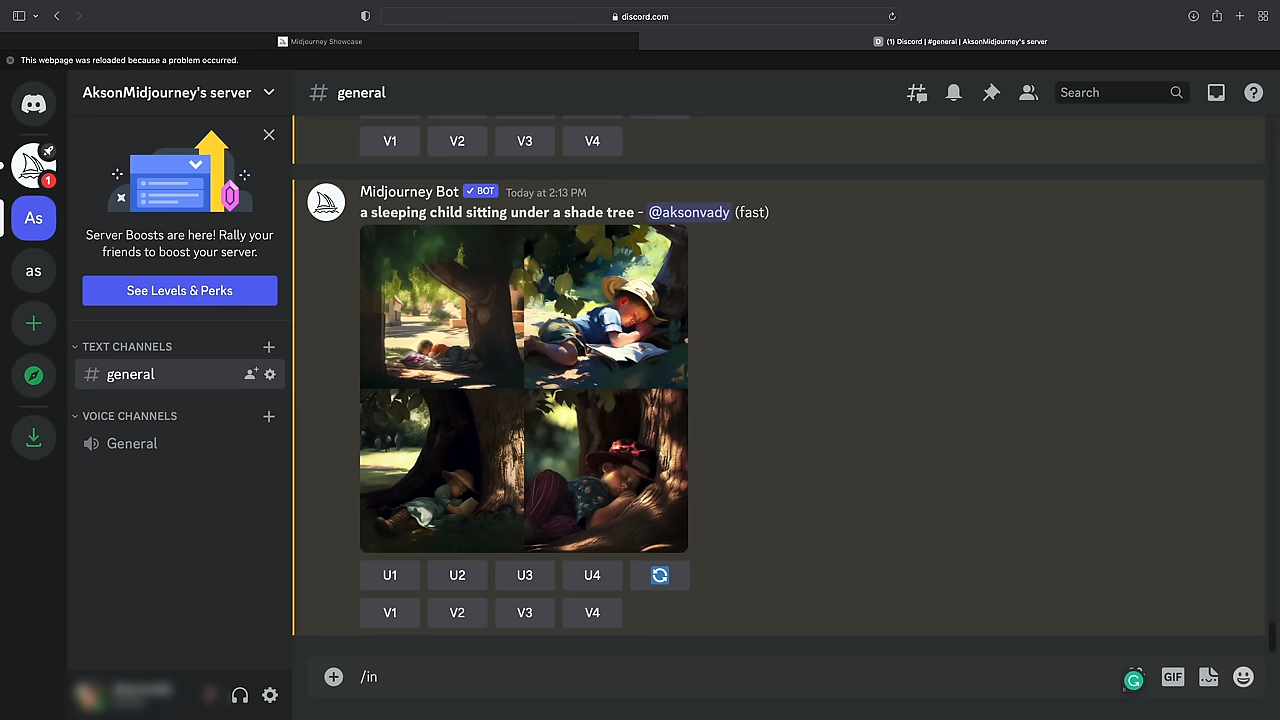 discord.com
Midjourney Showcase
D (1) Discord | #general | AksonMidjourney's server
This webpage was reloaded because a problem occurred.
AksonMidjourney's server
# general
Search
V1 V2 V3 V4
1
As
as
Server Boosts are here! Rally your
friends to boost your server.
See Levels & Perks
TEXT CHANNELS
# general
VOICE CHANNELS
General
Midjourney Bot ✓ BOT Today at 2:13 PM
a sleeping child sitting under a shade tree - @aksonvady (fast)
U1 U2 U3 U4
V1 V2 V3 V4
/in
GIF